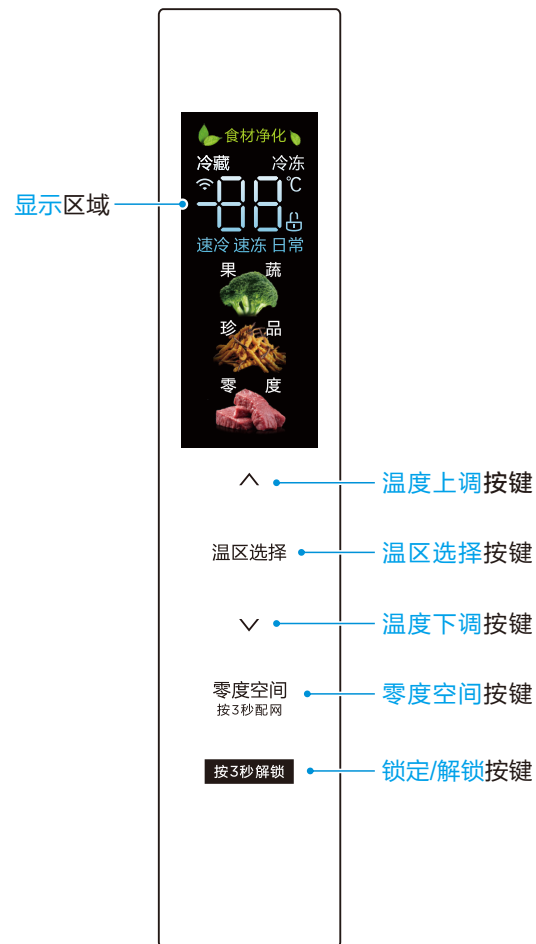 食材净化
冷藏 冷冻
-88℃
显示区域
速冷 速冻 日常
果 蔬
珍 品
零 度
温度上调按键
温区选择 温区选择按键
温度下调按键
零度空间 零度空间按键
按3秒配网
按3秒解锁 锁定/解锁按键